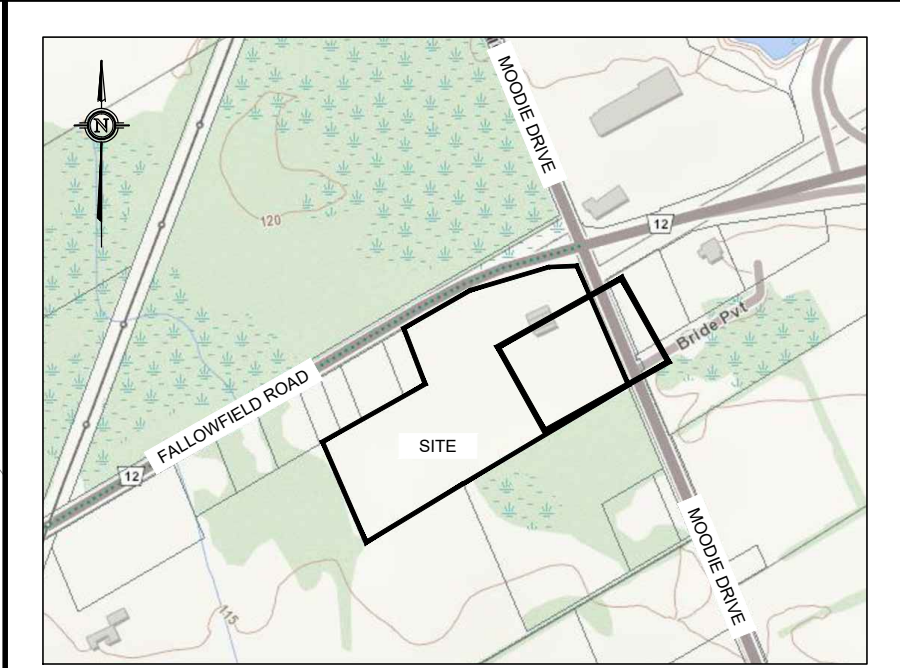 MOODIE DRIVE
N
120
12
Bride Pvt
FALLOWFIELD ROAD
SITE
12
MOODIE DRIVE
115